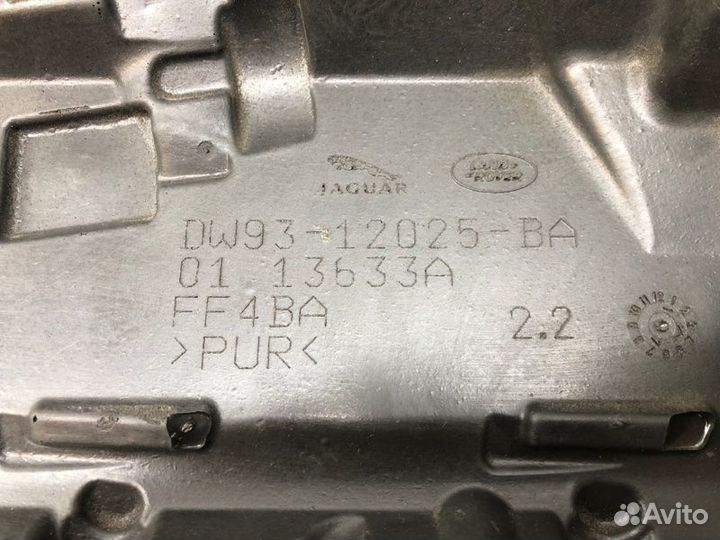 JAGUAR
LAND-
-ROVER
DW93-12025-BA
01 13633A
FF4BA
2.2
>PUR<
Avito